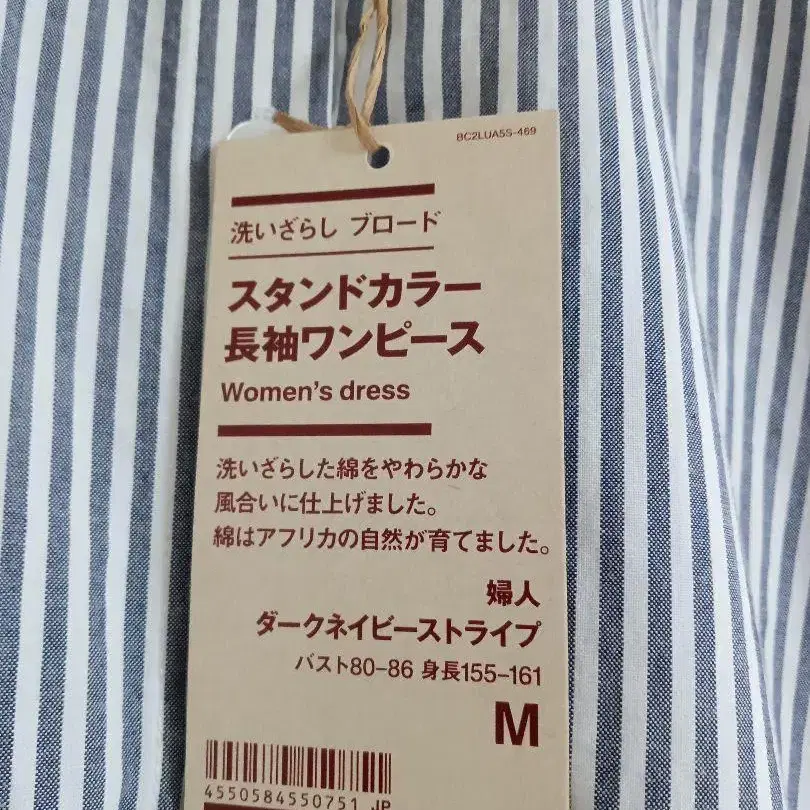 BC2LUA5S-469
洗いざらし ブロード
スタンドカラー
長袖ワンピース
Women's dress
洗いざらした綿をやわらかな
風合いに仕上げました。
綿はアフリカの自然が育てました。
婦人
ダークネイビーストライプ
バスト80-86 身長155-161
M
4550584550751 JP